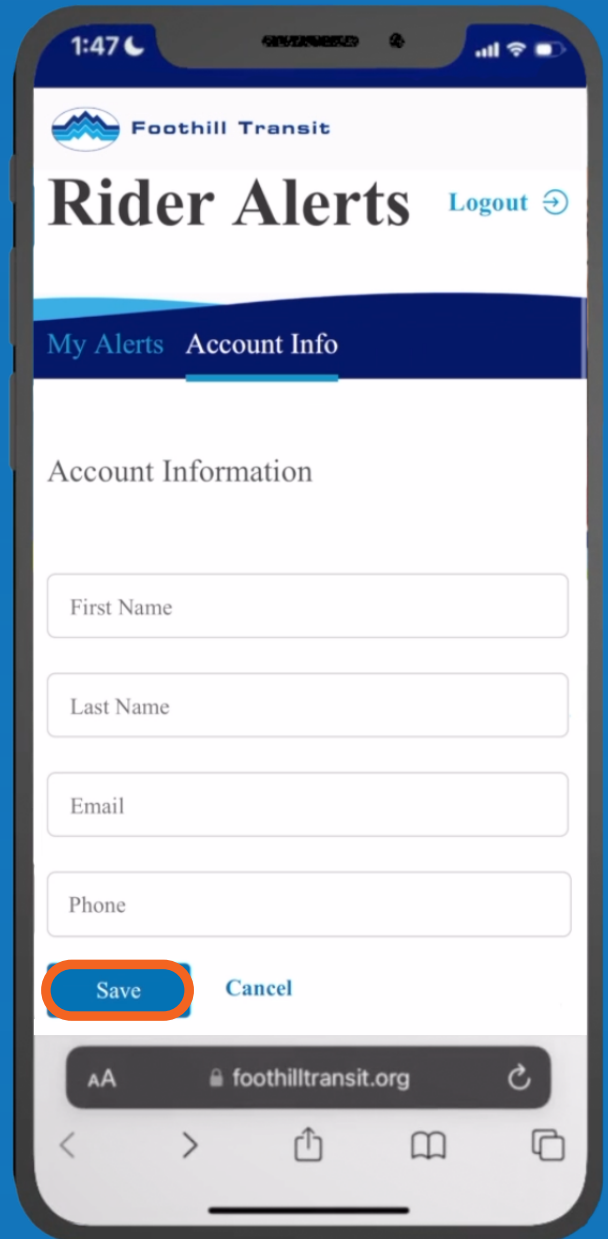 1:47
Foothill Transit
Rider Alerts
Logout
My Alerts Account Info
Account Information
First Name
Last Name
Email
Phone
Save Cancel
AA foothilltransit.org